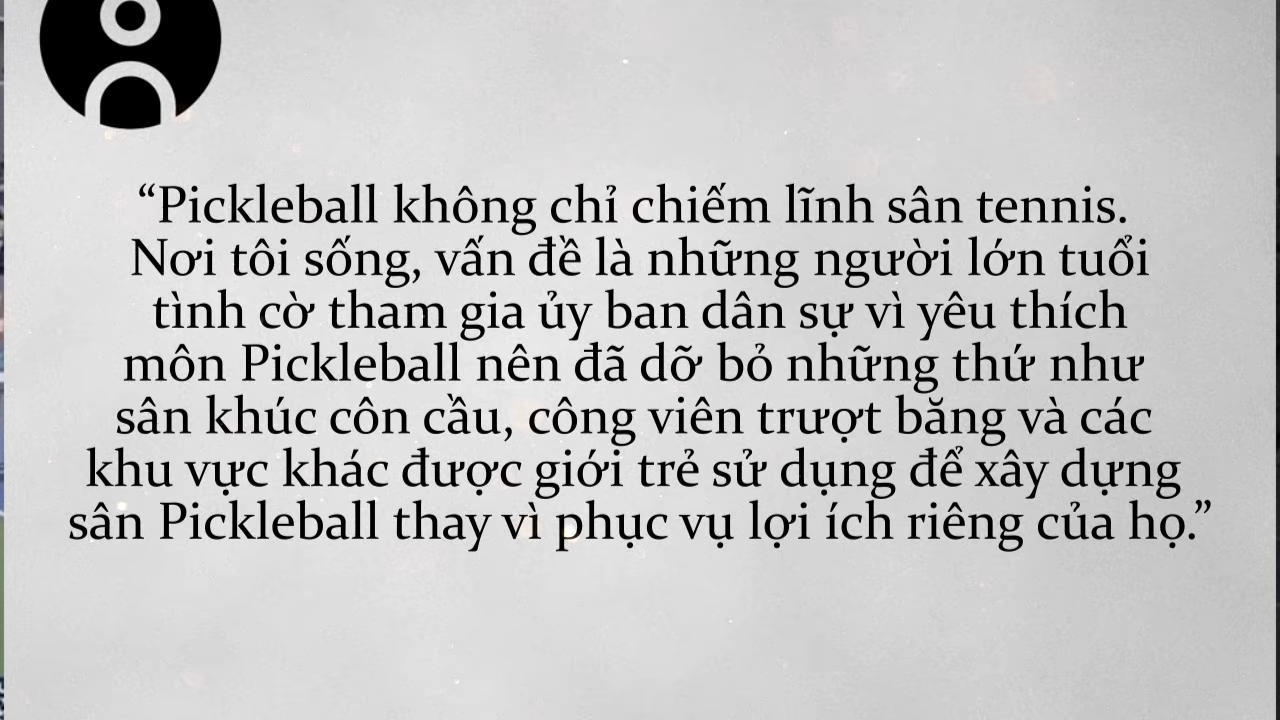 “Pickleball không chỉ chiếm lĩnh sân tennis.
Nơi tôi sống, vấn đề là những người lớn tuổi
tình cờ tham gia ủy ban dân sự vì yêu thích
môn Pickleball nên đã dỡ bỏ những thứ như
sân khúc côn cầu, công viên trượt băng và các
khu vực khác được giới trẻ sử dụng để xây dựng
sân Pickleball thay vì phục vụ lợi ích riêng của họ.”